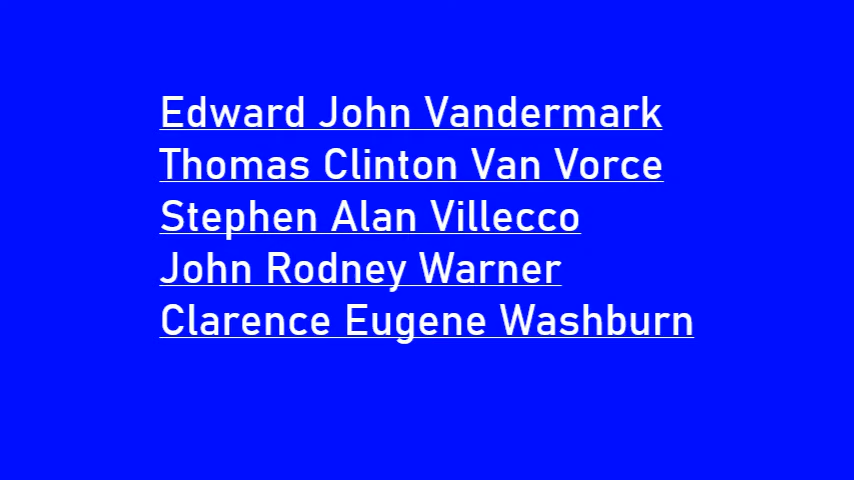 Edward John Vandermark
Thomas Clinton Van Vorce
Stephen Alan Villecco
John Rodney Warner
Clarence Eugene Washburn